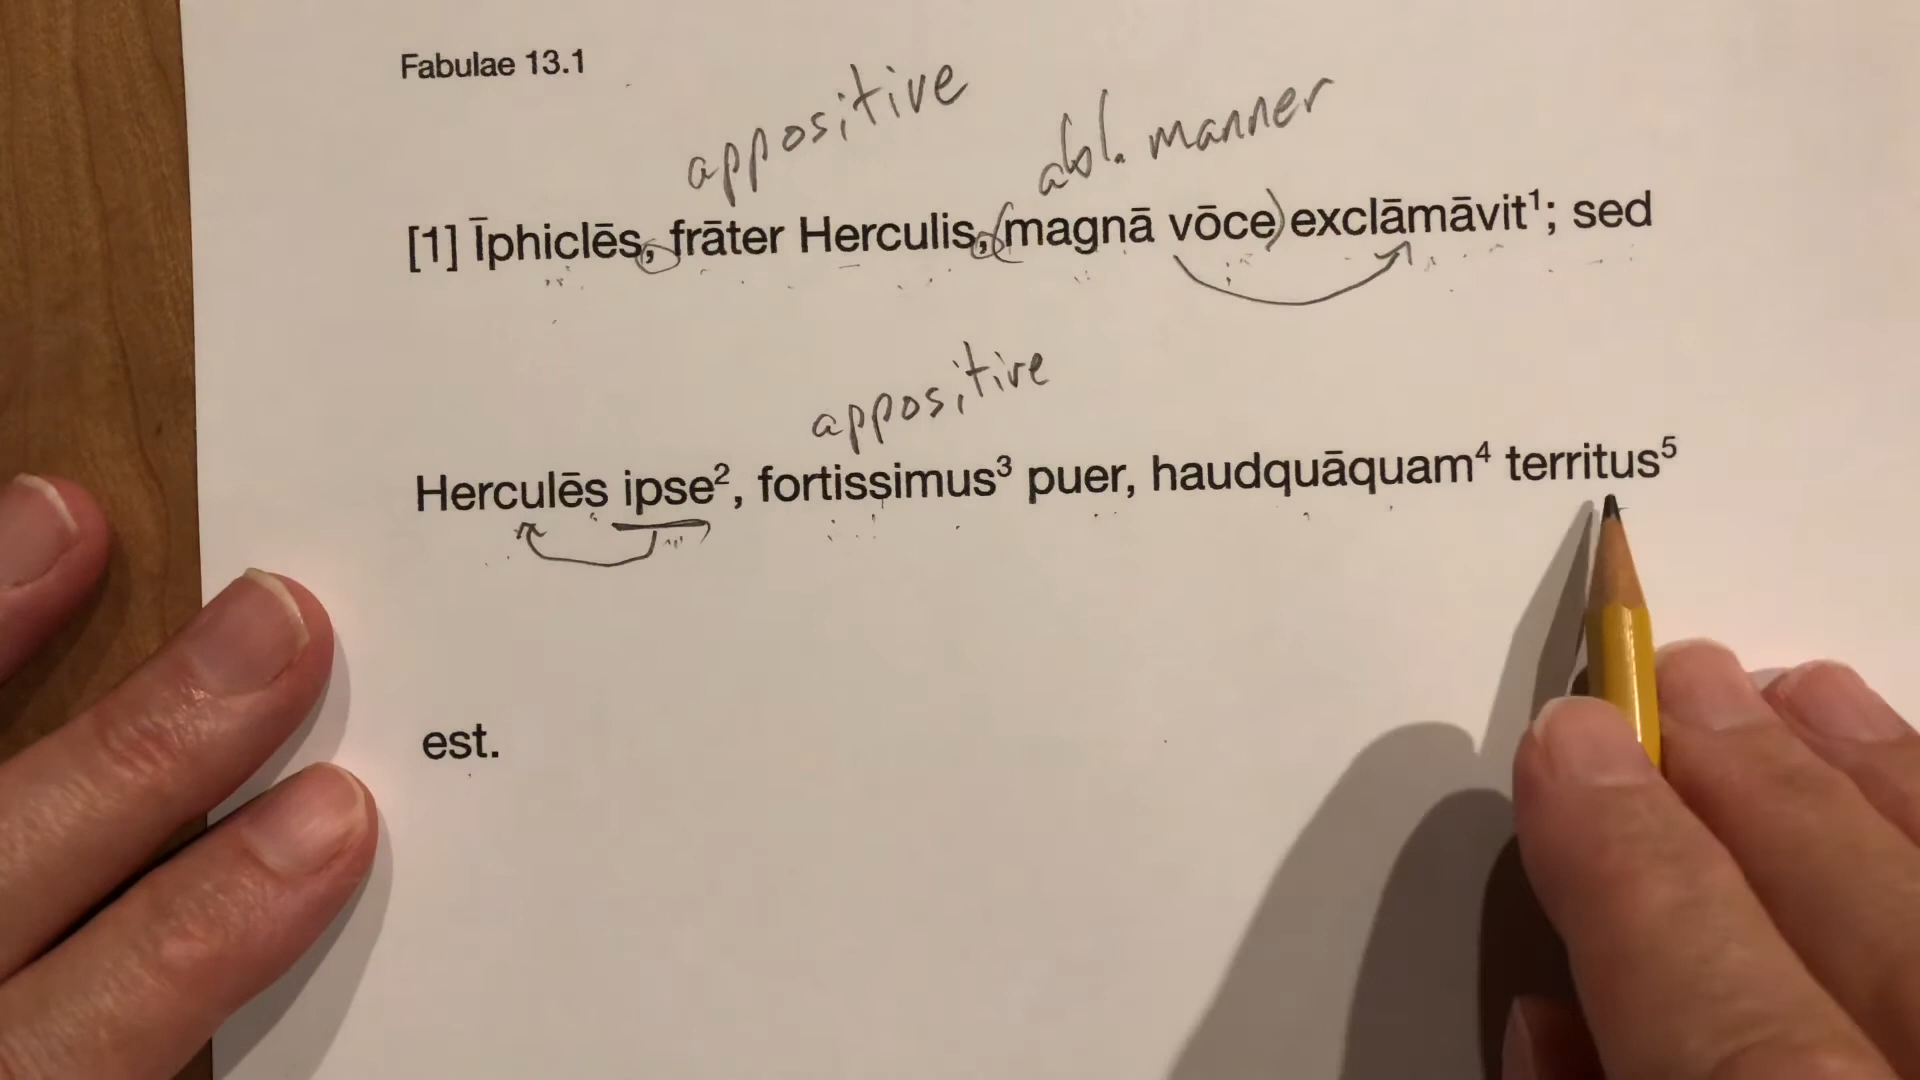 Fabulae 13.1
appositive
abl. manner
[1] Īphiclēs, frāter Herculis, (magnā vōce) exclāmāvit¹; sed
appositive
Herculēs ipse², fortissimus³ puer, haudquāquam⁴ territus⁵
est.